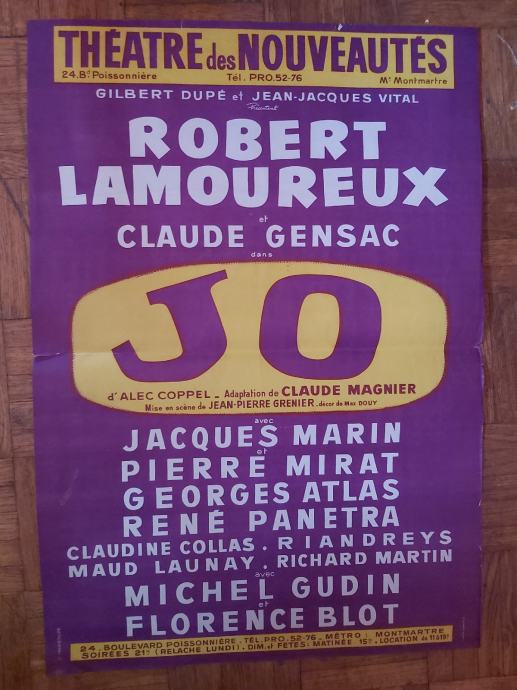 THÉATRE des NOUVEAUTÉS
24.Bd Poissonnière Tél. PRO.52-76 Mo Montmartre
GILBERT DUPÉ et JEAN-JACQUES VITAL
Présentent
ROBERT
LAMOUREUX
et
CLAUDE GENSAC
dans
JO
d'ALEC COPPEL _ Adaptation de CLAUDE MAGNIER
Mise en scène de JEAN-PIERRE GRENIER . décor de Max DOUY
avec
JACQUES MARIN
et
PIERRE MIRAT
GEORGES ATLAS
RENÉ PANETRA
CLAUDINE COLLAS . RIANDREYS
MAUD LAUNAY . RICHARD MARTIN
avec
MICHEL GUDIN
et
FLORENCE BLOT
24. BOULEVARD POISSONNIÈRE . TÉL. PRO.52-76 . MÉTRO : MONTMARTRE
SOIRÉES 21H (RELACHE LUNDI) . DIM. et FETES: MATINÉE 15H . LOCATION de 11 à 19H